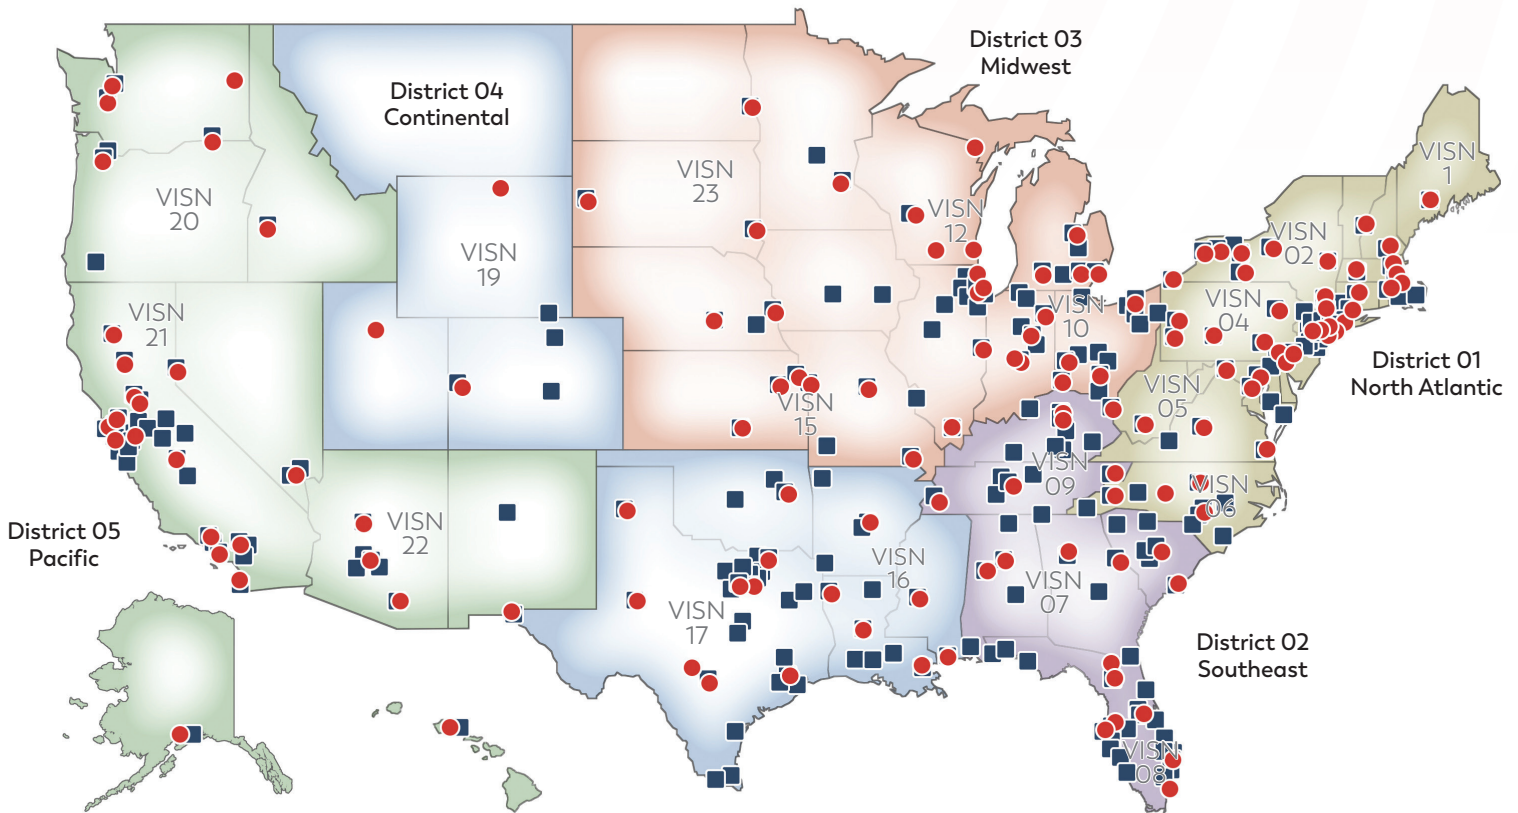 District 03
Midwest
District 04
Continental
VISN
1
VISN
23
VISN
20
VISN
12
VISN
02
VISN
19
VISN
21
VISN
10
VISN
04
District 01
North Atlantic
VISN
05
VISN
15
VISN
09
VISN
06
District 05
Pacific
VISN
22
VISN
16
VISN
07
VISN
17
District 02
Southeast
VISN
08